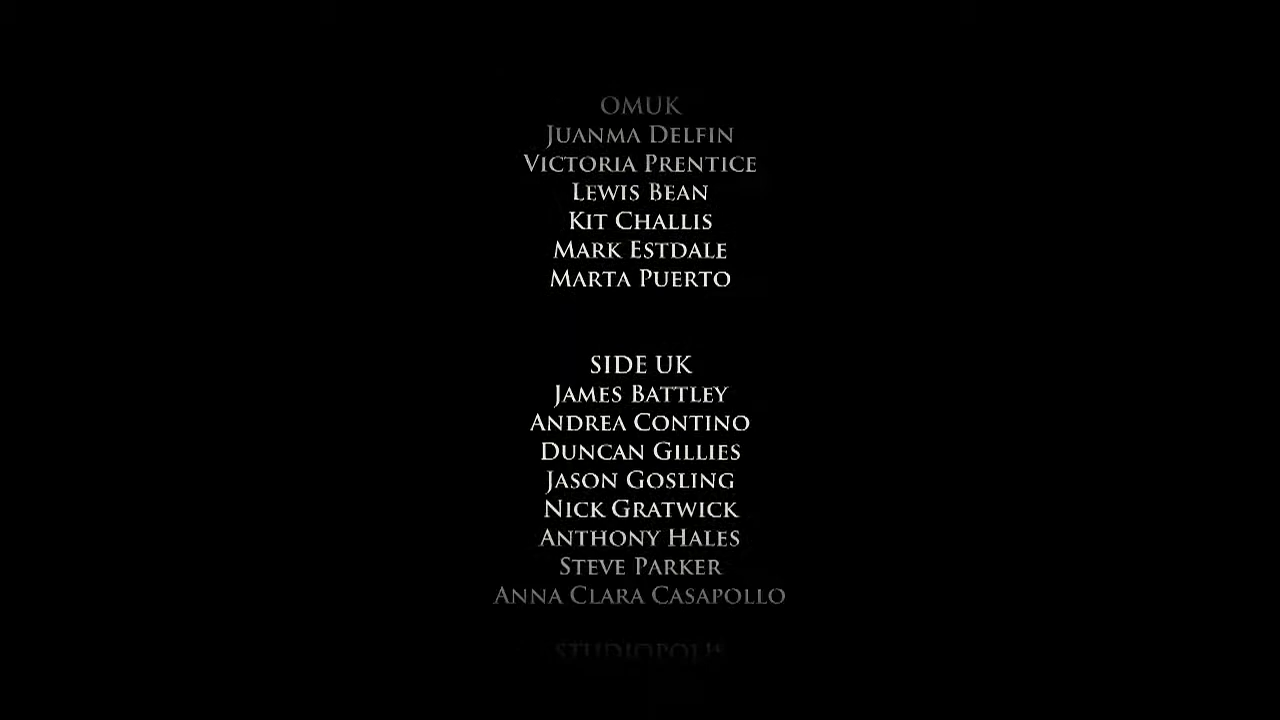 OMUK
JUANMA DELFIN
VICTORIA PRENTICE
LEWIS BEAN
KIT CHALLIS
MARK ESTDALE
MARTA PUERTO
SIDE UK
JAMES BATTLEY
ANDREA CONTINO
DUNCAN GILLIES
JASON GOSLING
NICK GRATWICK
ANTHONY HALES
STEVE PARKER
ANNA CLARA CASAPOLLO
STUDIOPOLIS